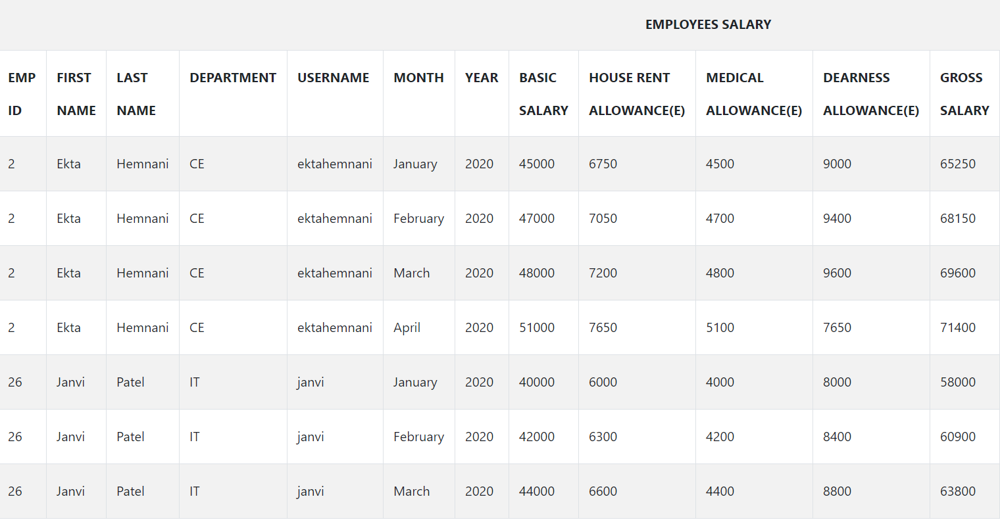 EMPLOYEES SALARY
EMP ID FIRST NAME LAST NAME DEPARTMENT USERNAME MONTH YEAR BASIC SALARY HOUSE RENT ALLOWANCE(E) MEDICAL ALLOWANCE(E) DEARNESS ALLOWANCE(E) GROSS SALARY
2 Ekta Hemnani CE ektahemnani January 2020 45000 6750 4500 9000 65250
2 Ekta Hemnani CE ektahemnani February 2020 47000 7050 4700 9400 68150
2 Ekta Hemnani CE ektahemnani March 2020 48000 7200 4800 9600 69600
2 Ekta Hemnani CE ektahemnani April 2020 51000 7650 5100 7650 71400
26 Janvi Patel IT janvi January 2020 40000 6000 4000 8000 58000
26 Janvi Patel IT janvi February 2020 42000 6300 4200 8400 60900
26 Janvi Patel IT janvi March 2020 44000 6600 4400 8800 63800